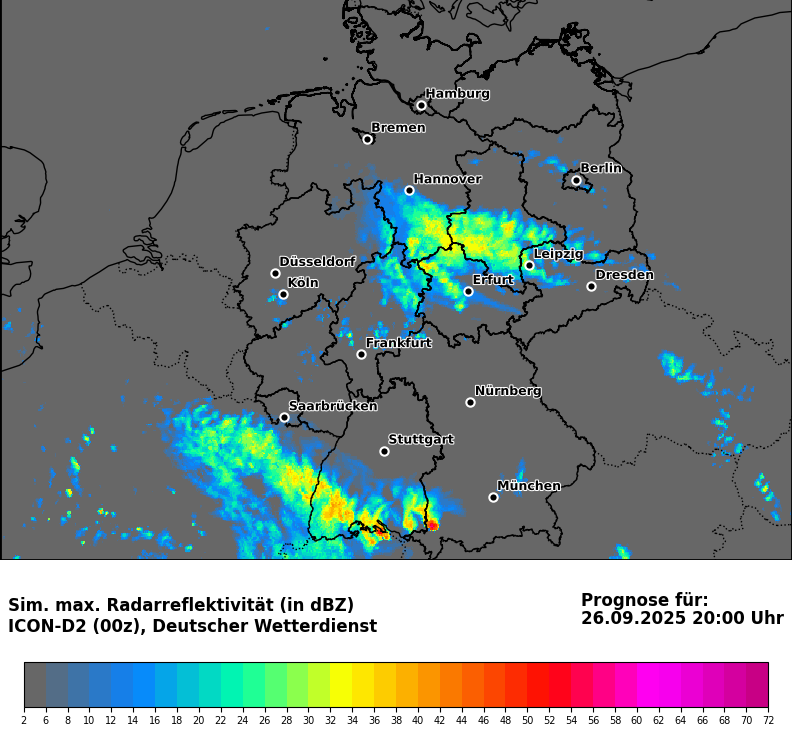 Hamburg
Bremen
Berlin
Hannover
Leipzig
Düsseldorf
Dresden
Köln
Erfurt
Frankfurt
Nürnberg
Saarbrücken
Stuttgart
München
Sim. max. Radarreflektivität (in dBZ)
ICON-D2 (00z), Deutscher Wetterdienst
Prognose für:
26.09.2025 20:00 Uhr
2 6 8 10 12 14 16 18 20 22 24 26 28 30 32 34 36 38 40 42 44 46 48 50 52 54 56 58 60 62 64 66 68 70 72